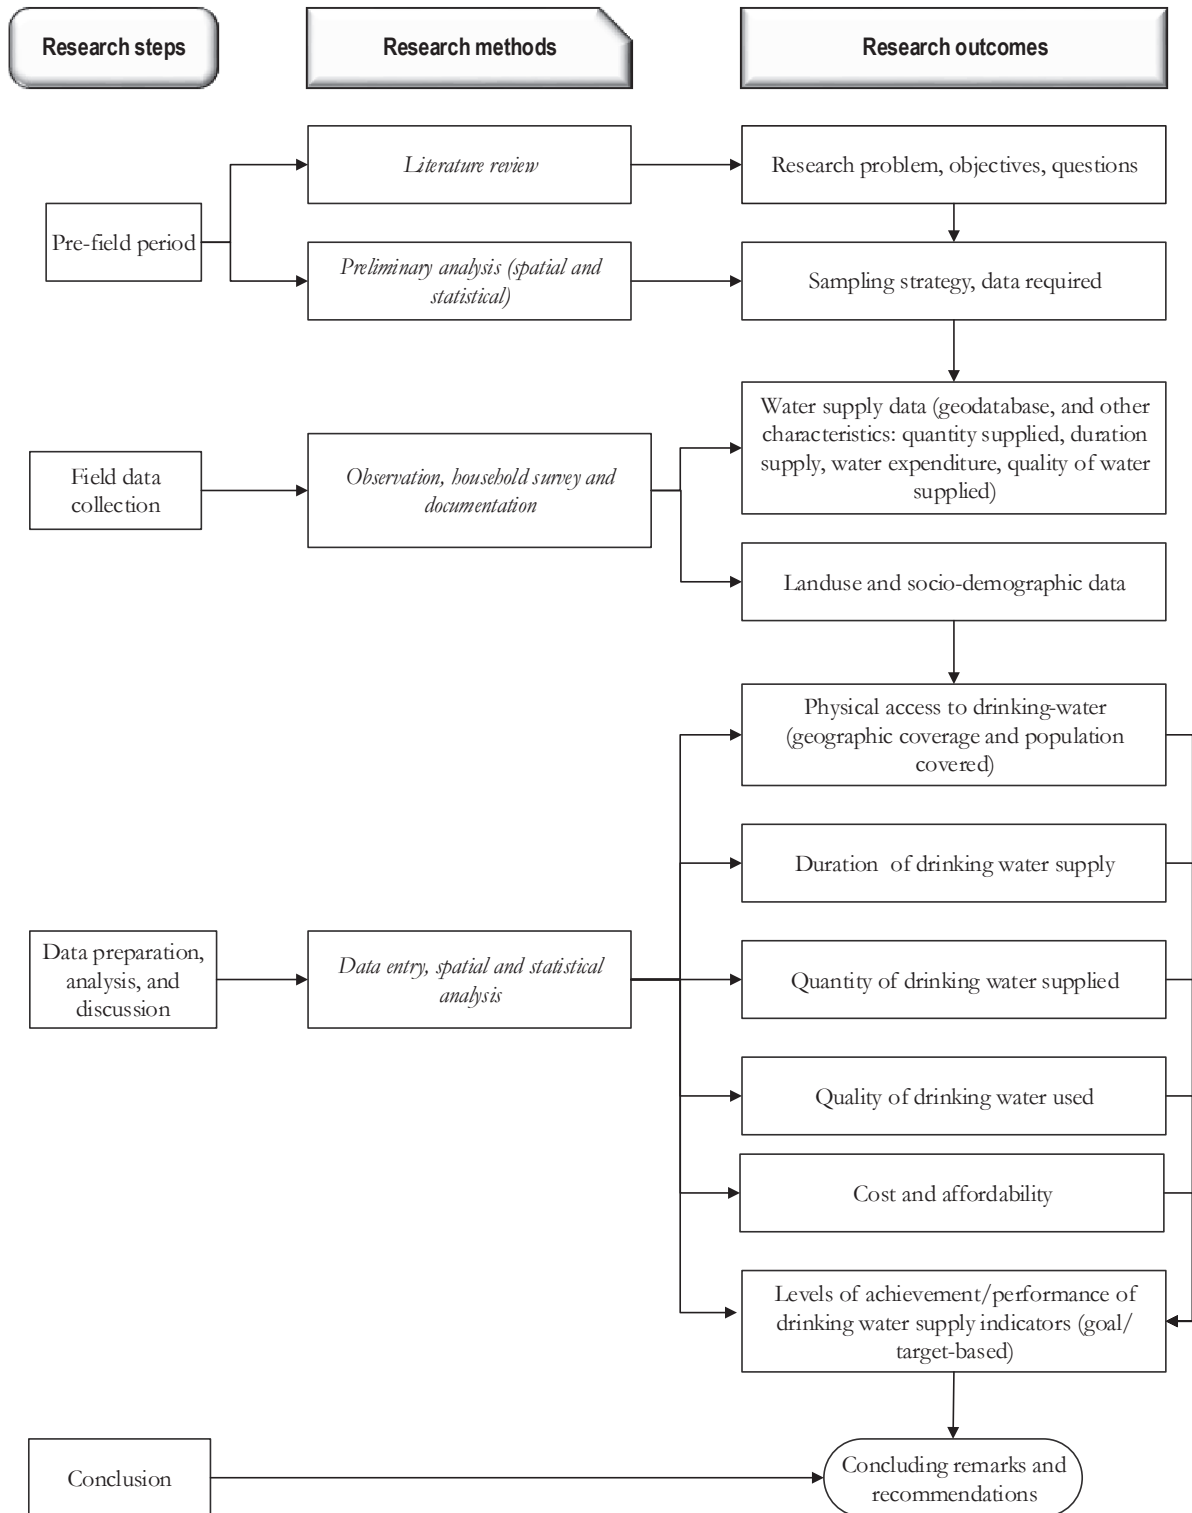 Research steps
Research methods
Research outcomes
Literature review
Research problem, objectives, questions
Pre-field period
Preliminary analysis (spatial and
statistical)
Sampling strategy, data required
Water supply data (geodatabase, and other
characteristics: quantity supplied, duration
supply, water expenditure, quality of water
supplied)
Field data
collection
Observation, household survey and
documentation
Landuse and socio-demographic data
Physical access to drinking-water
(geographic coverage and population
covered)
Duration  of drinking water supply
Data preparation,
analysis, and
discussion
Data entry, spatial and statistical
analysis
Quantity of drinking water supplied
Quality of drinking water used
Cost and affordability
Levels of achievement/performance of
drinking water supply indicators (goal/
target-based)
Conclusion
Concluding remarks and
recommendations